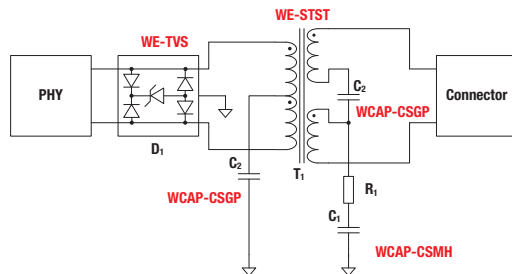 WE-STST
WE-TVS
PHY
Connector
C2
WCAP-CSGP
D1
C2
T1
R1
WCAP-CSGP
C1
WCAP-CSMH